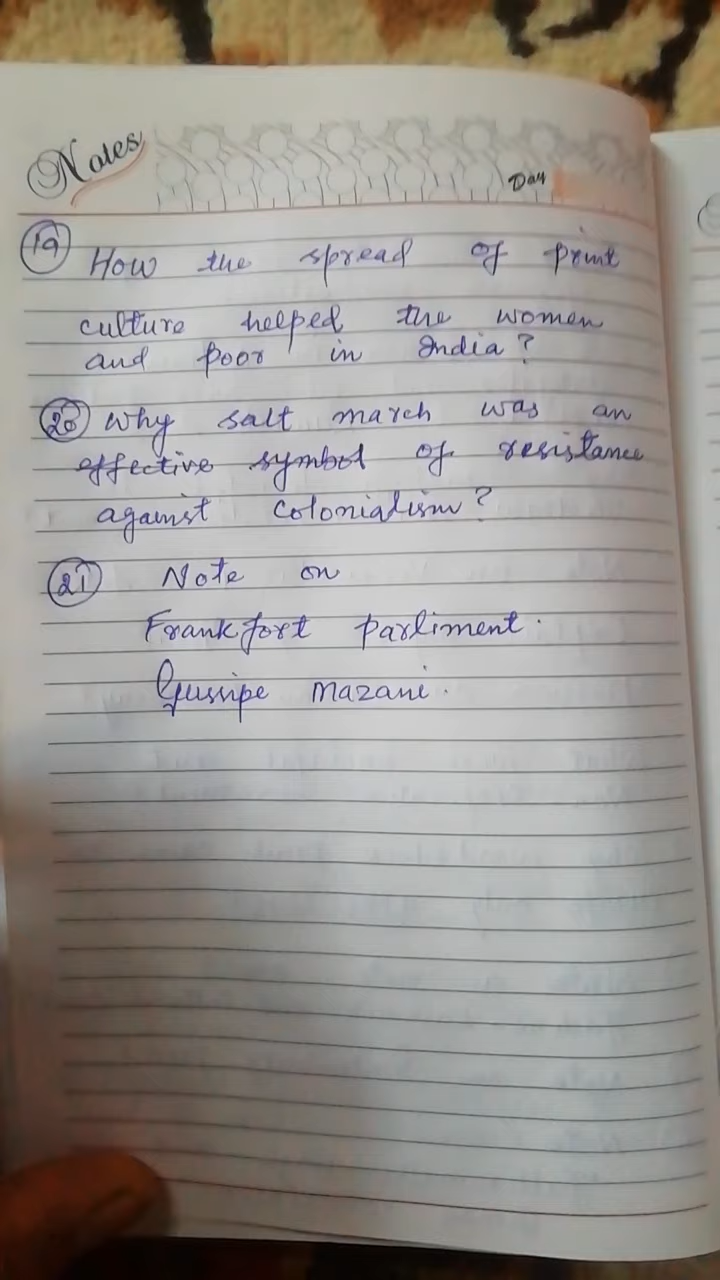 Notes
Day
19 How the spread of print
culture helped the women
and poor in India?
20 Why salt march was an
effective symbol of resistance
against colonialism?
21 Note on
Frankfort parliment.
Gussipe mazani.